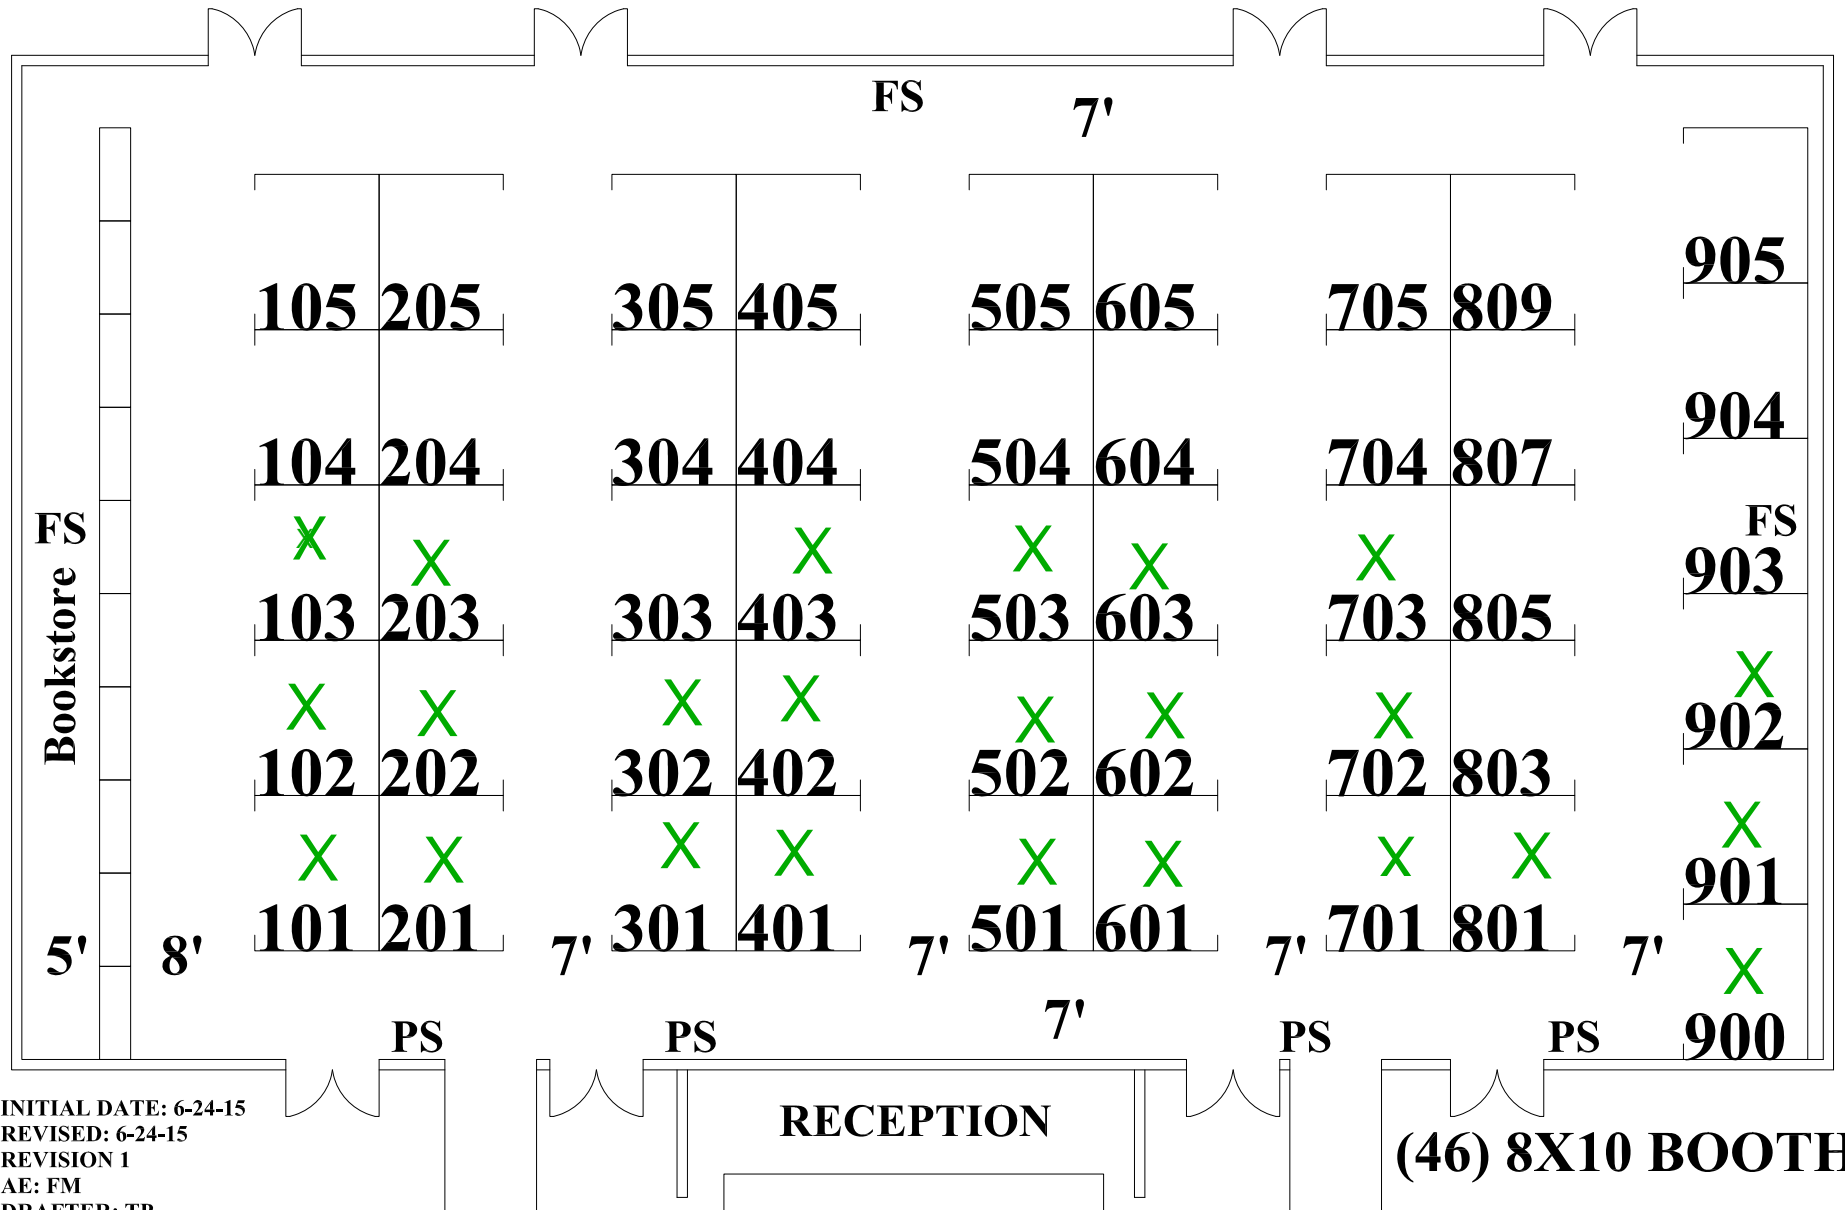 FS
7'
905
105 205 305 405 505 605 705 809
904
104 204 304 404 504 604 704 807
FS
FS
X X X X X X X X
903
103 203 303 403 503 603 703 805
Bookstore
X
X X X X X X X
902
102 202 302 402 502 602 702 803
X
X X X X X X X X
901
101 201 301 401 501 601 701 801
5' 8' 7' 7' 7' 7'
X
7'
PS PS PS PS
900
INITIAL DATE: 6-24-15
REVISED: 6-24-15
REVISION 1
AE: FM
RECEPTION
(46) 8X10 BOOTH